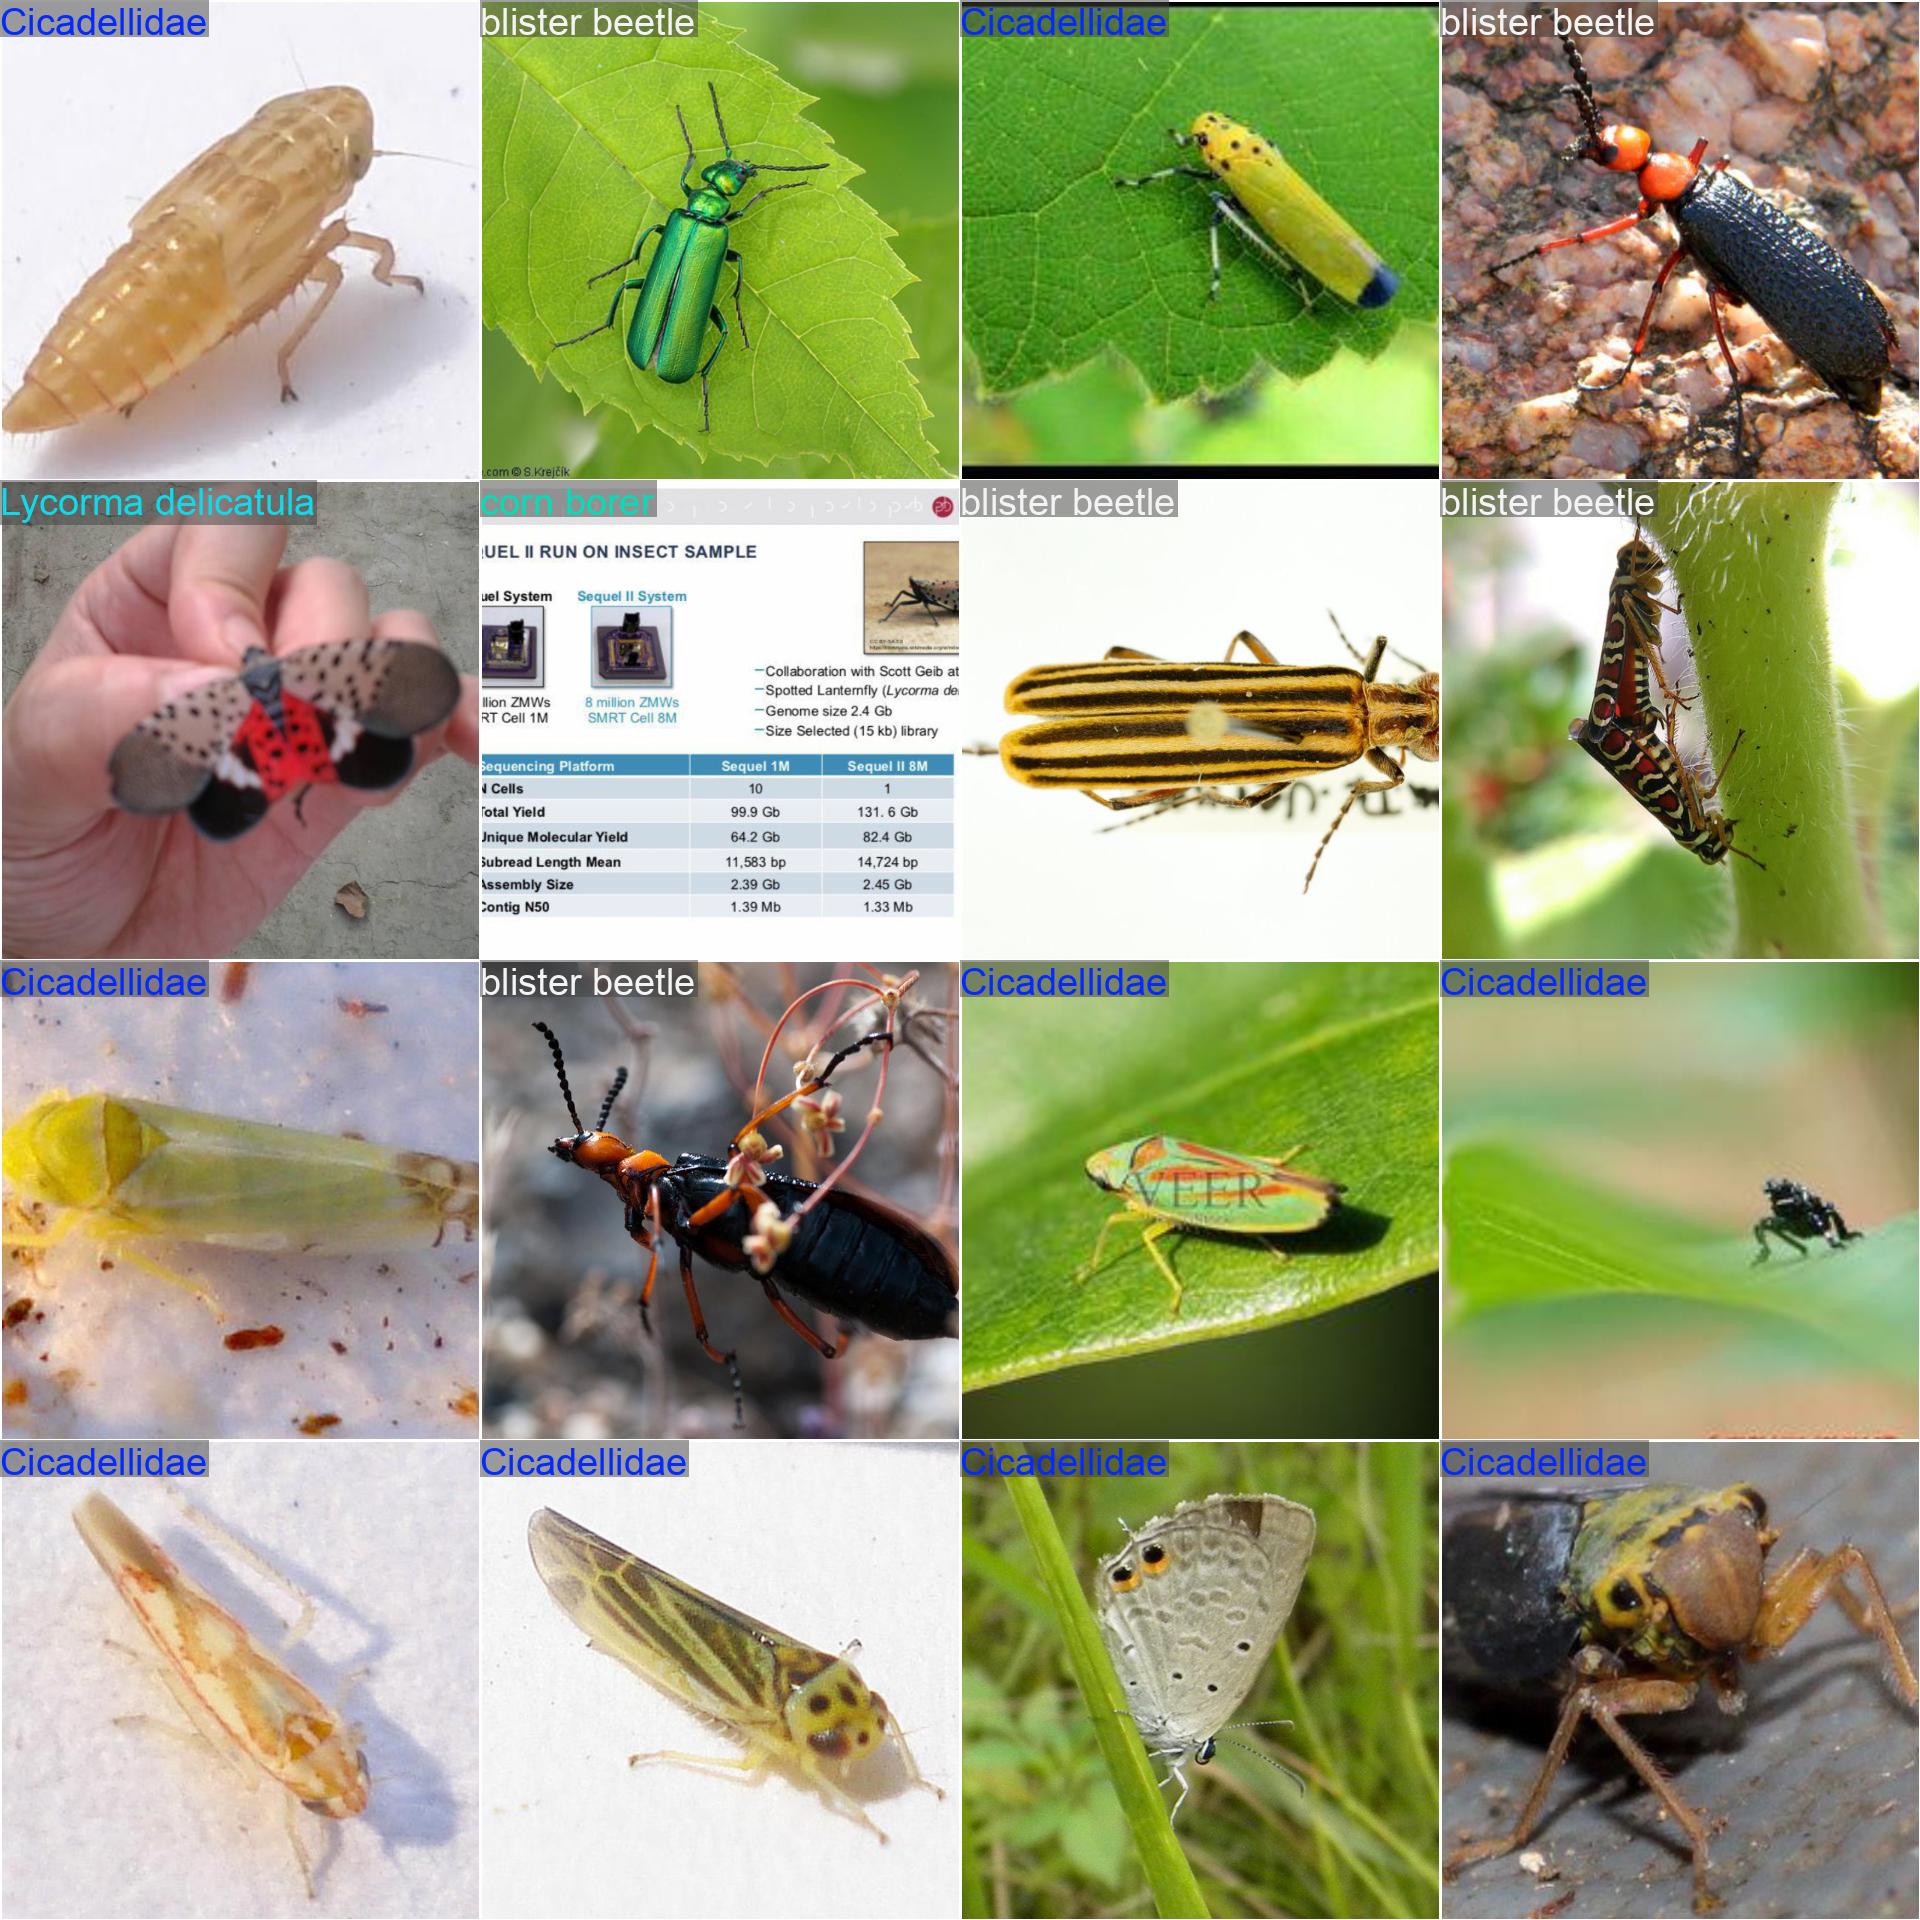 Cicadellidae
blister beetle
Cicadellidae
blister beetle
.com © S.Krejčík
Lycorma delicatula
corn borer
blister beetle
blister beetle
QUEL II RUN ON INSECT SAMPLE
uel System
Sequel II System
llion ZMWs
8 million ZMWs
RT Cell 1M
SMRT Cell 8M
Collaboration with Scott Geib at
Spotted Lanternfly (Lycorma de
Genome size 2.4 Gb
Size Selected (15 kb) library
Sequencing Platform Sequel 1M Sequel II 8M
N Cells 10 1
Total Yield 99.9 Gb 131. 6 Gb
Unique Molecular Yield 64.2 Gb 82.4 Gb
Subread Length Mean 11,583 bp 14,724 bp
Assembly Size 2.39 Gb 2.45 Gb
Contig N50 1.39 Mb 1.33 Mb
Cicadellidae
blister beetle
Cicadellidae
Cicadellidae
VEER
Cicadellidae
Cicadellidae
Cicadellidae
Cicadellidae